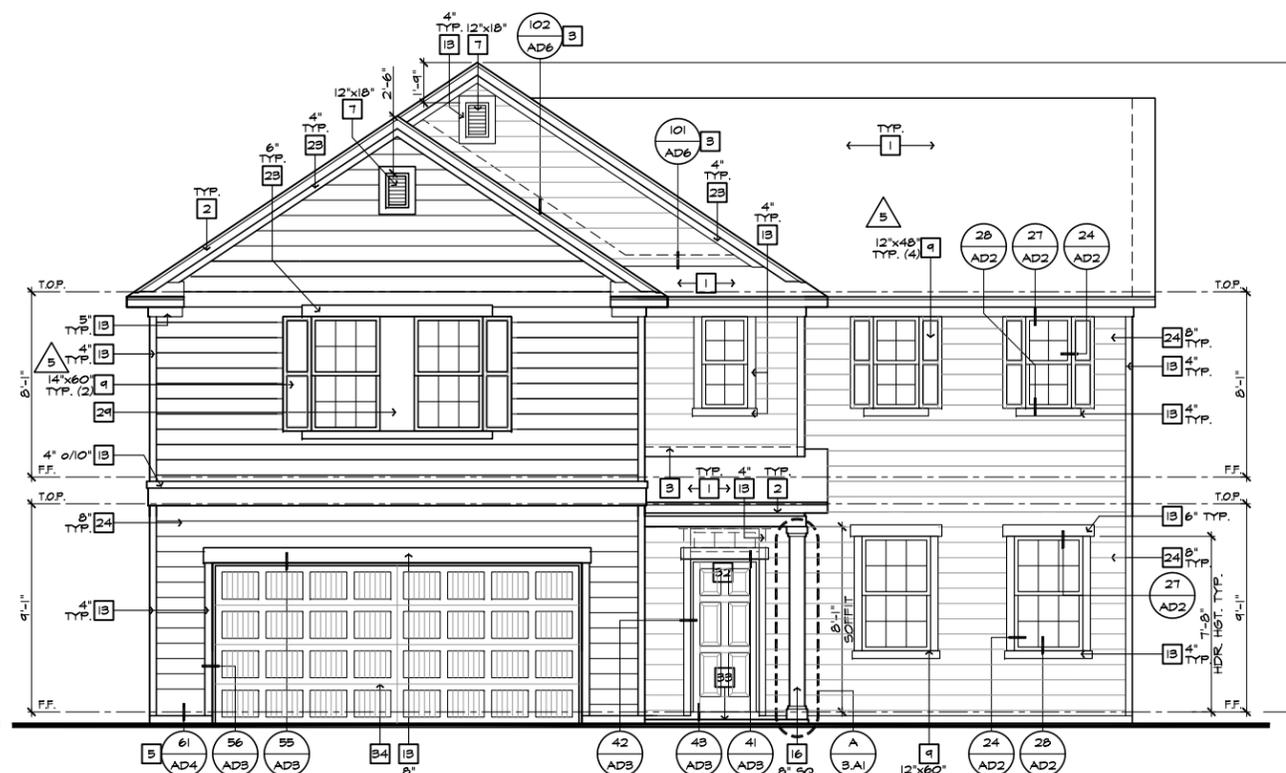 4"
TYP.
13
12"x18"
7
102
AD6
3
2'-6"
1'-9"
12"x18"
7
4"
TYP.
23
6"
TYP.
23
TYP.
2
101
AD6
3
4"
TYP.
23
4"
TYP.
13
TYP.
1
5
12"x48"
TYP. (4)
9
28
AD2
27
AD2
24
AD2
1
T.O.P.
T.O.P.
5"
TYP.
13
5
4"
TYP.
13
14"x60"
TYP. (2)
9
29
8'-1"
4" o/10"
13
24
8"
TYP.
13
4"
TYP.
13
4"
TYP.
8'-1"
F.F.
F.F.
T.O.P.
T.O.P.
3
TYP.
1
4"
13
TYP.
2
8"
TYP.
24
4"
TYP.
13
9'-1"
32
33
8'-1"
SOFFIT
13
6" TYP.
24
8"
TYP.
27
AD2
13
4"
TYP.
HDR. HGT. TYP.
7'-8"
9'-1"
F.F.
F.F.
5
61
AD4
56
AD3
55
AD3
34
13
8"
42
AD3
43
AD3
41
AD3
16
8" SQ.
A
3.A1
9
12"x60"
24
AD2
28
AD2